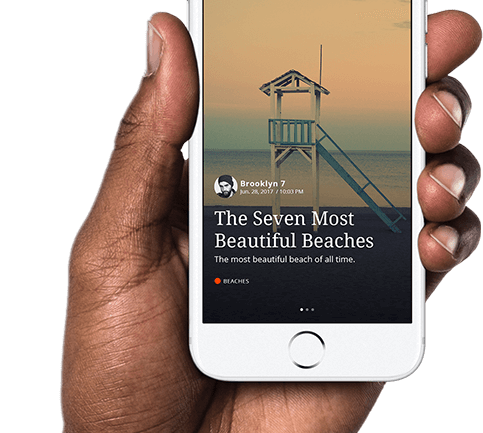 Brooklyn 7
Jun. 28, 2017 / 10:03 PM
The Seven Most
Beautiful Beaches
The most beautiful beach of all time.
BEACHES